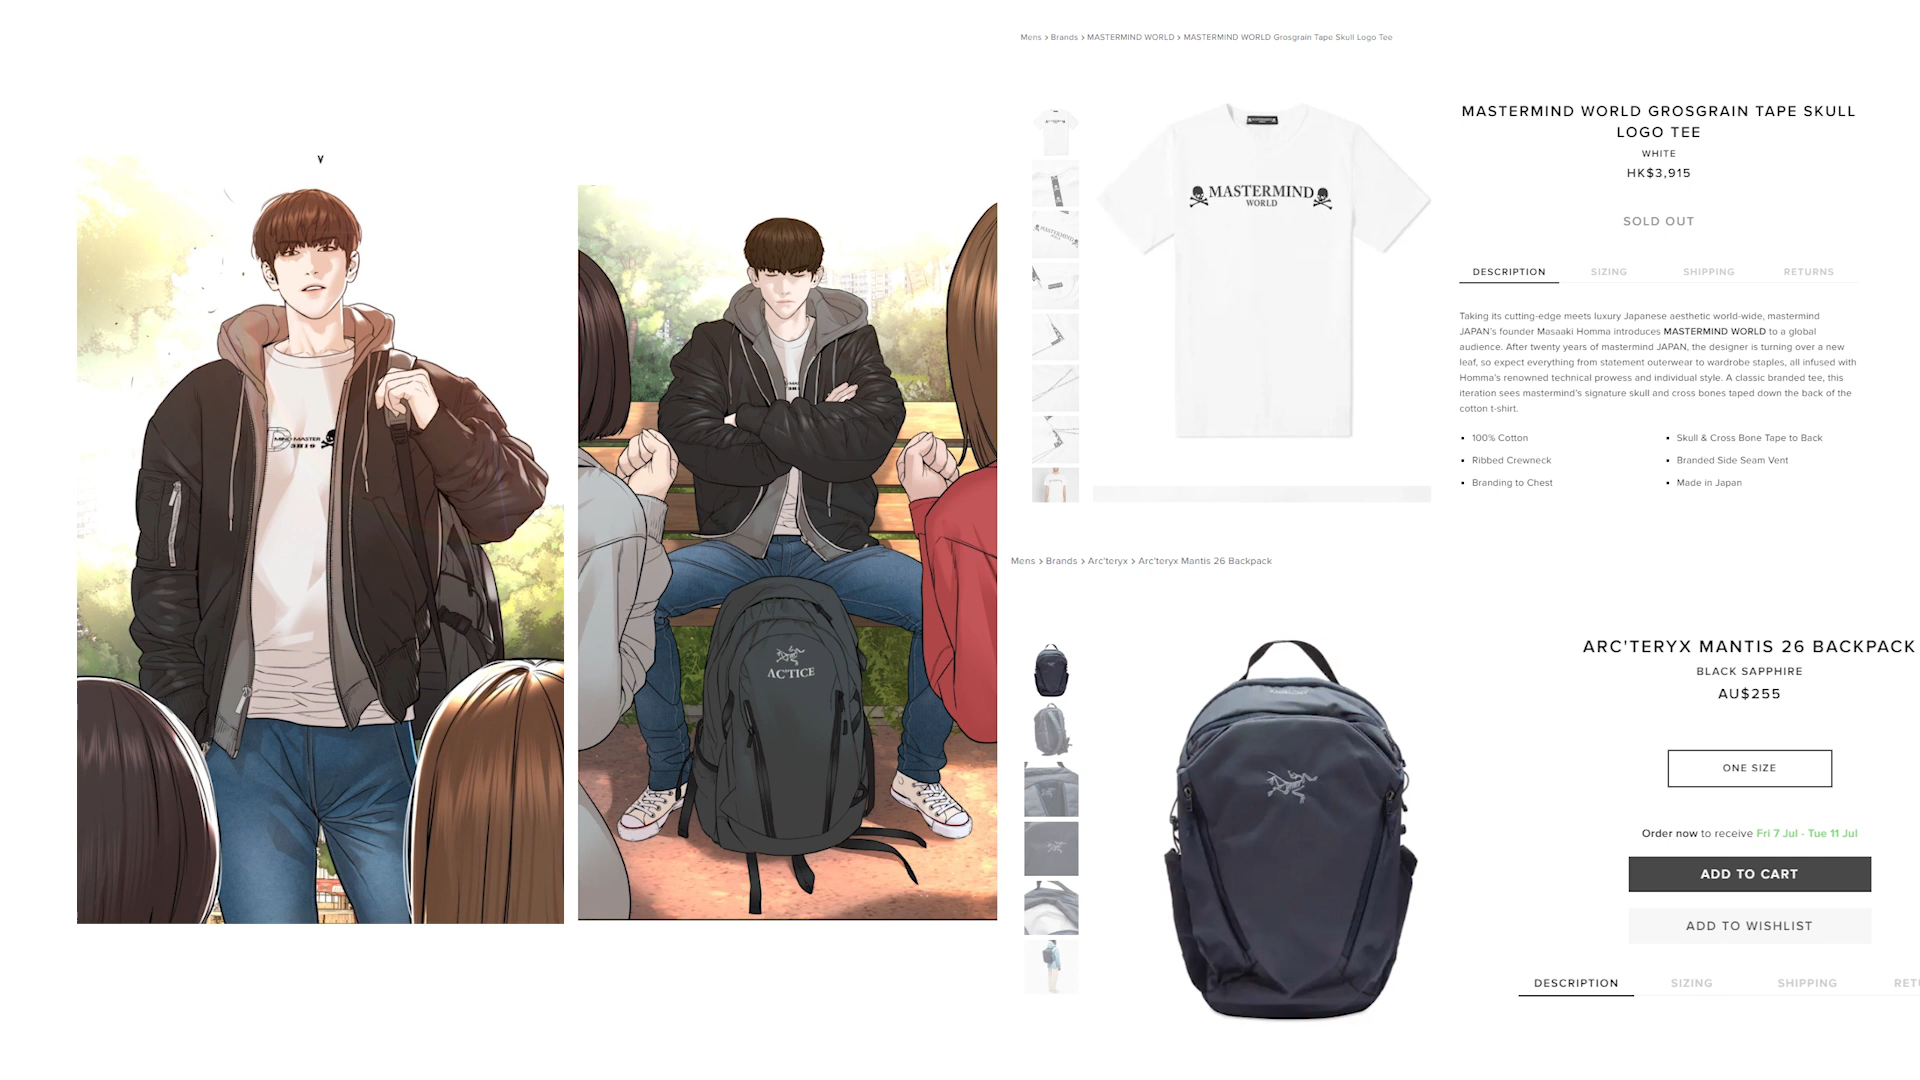 MIND MASTER
3H19
ACTICE
Mens > Brands > MASTERMIND WORLD > MASTERMIND WORLD Grosgrain Tape Skull Logo Tee
MASTERMIND
WORLD
MASTERMIND WORLD GROSGRAIN TAPE SKULL
LOGO TEE
WHITE
HK$3,915
SOLD OUT
DESCRIPTION SIZING SHIPPING RETURNS
Taking its cutting-edge meets luxury Japanese aesthetic world-wide, mastermind
JAPAN's founder Masaaki Homma introduces MASTERMIND WORLD to a global
audience. After twenty years of mastermind JAPAN, the designer is turning over a new
leaf, so expect everything from statement outerwear to wardrobe staples, all infused with
Homma's renowned technical prowess and individual style. A classic branded tee, this
iteration sees mastermind's signature skull and cross bones taped down the back of the
cotton t-shirt.
100% Cotton
Ribbed Crewneck
Branding to Chest
Skull & Cross Bone Tape to Back
Branded Side Seam Vent
Made in Japan
Mens > Brands > Arc'teryx > Arc'teryx Mantis 26 Backpack
ARC'TERYX MANTIS 26 BACKPACK
BLACK SAPPHIRE
AU$255
ONE SIZE
Order now to receive Fri 7 Jul - Tue 11 Jul
ADD TO CART
ADD TO WISHLIST
DESCRIPTION SIZING SHIPPING RETU